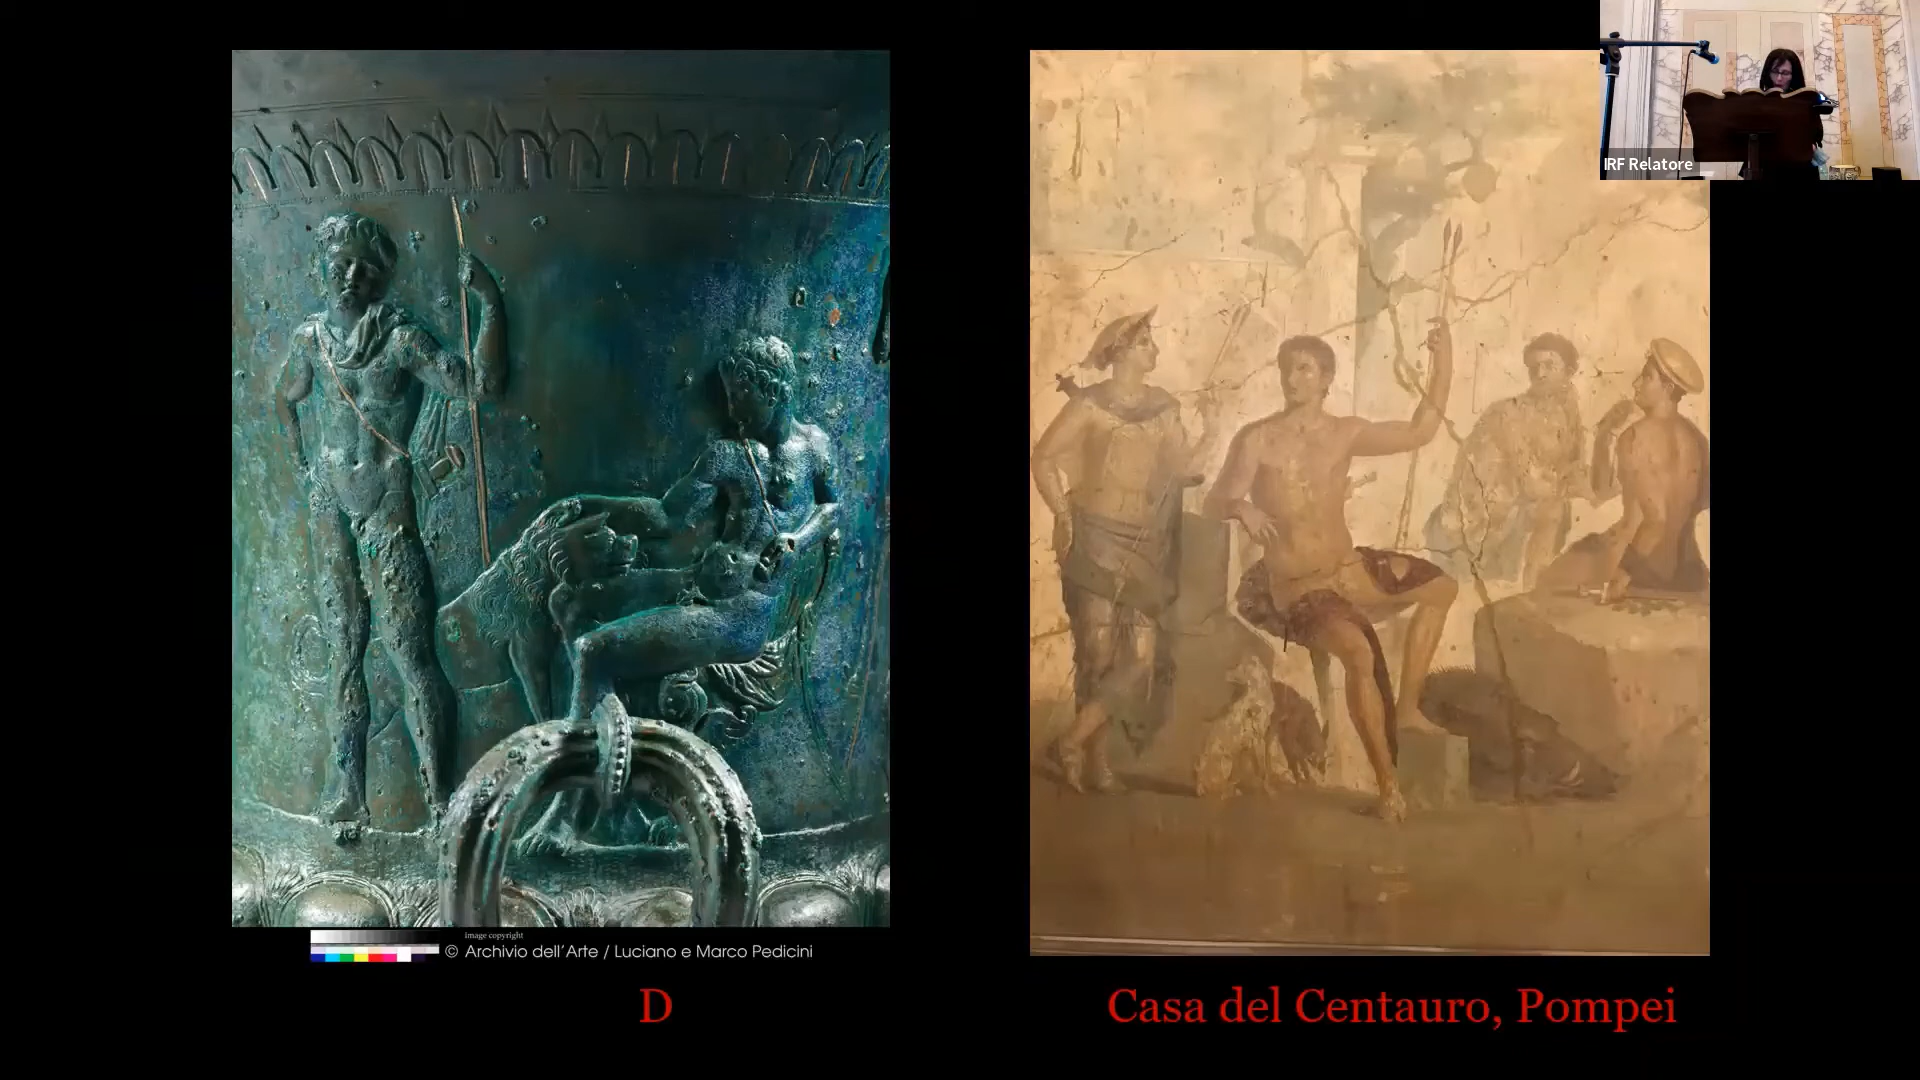 IRF Relatore
Image copyright
© Archivio dell'Arte / Luciano e Marco Pedicini
D
Casa del Centauro, Pompei